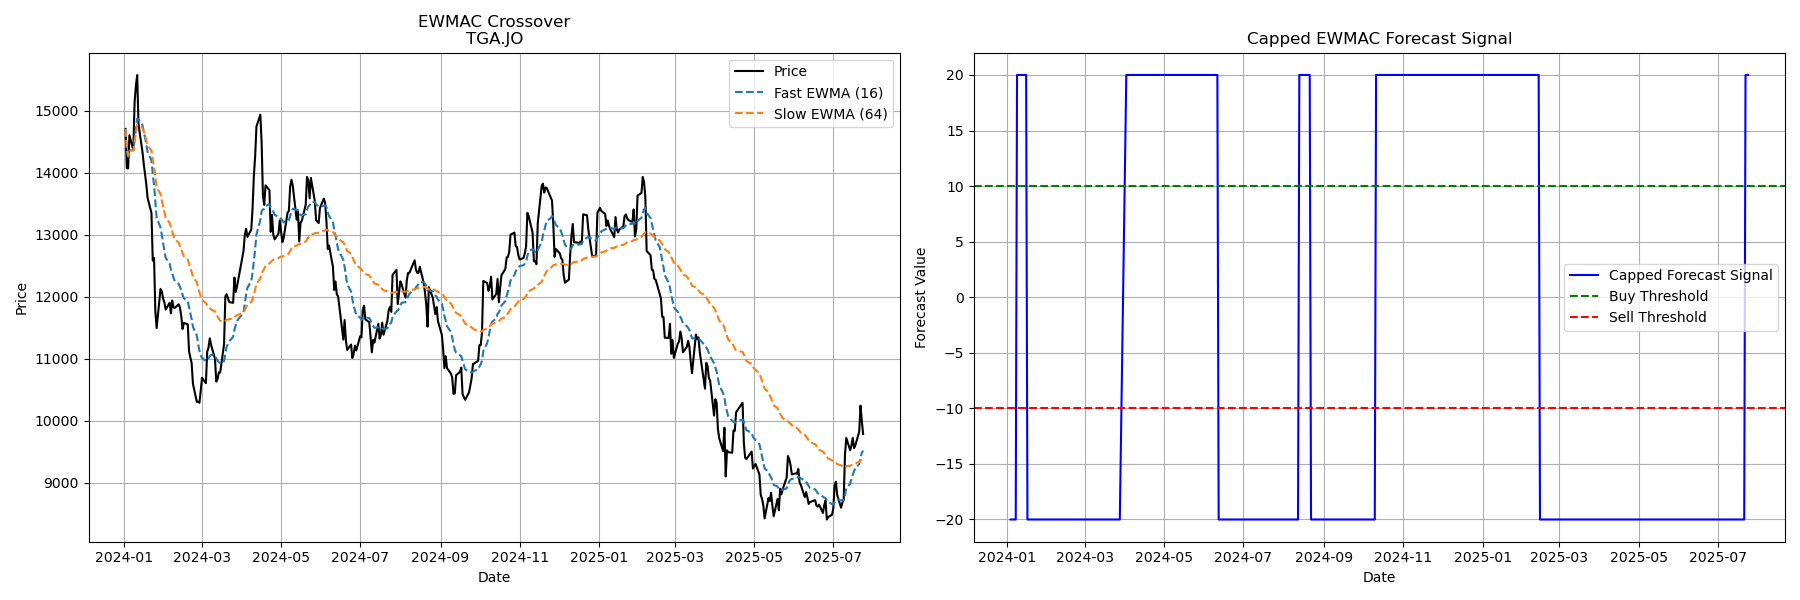 EWMAC Crossover
TGA.JO
Price
Fast EWMA (16)
Slow EWMA (64)
15000
14000
13000
12000
11000
10000
9000
Price
2024-01
2024-03
2024-05
2024-07
2024-09
2024-11
2025-01
2025-03
2025-05
2025-07
Date
Capped EWMAC Forecast Signal
20
15
10
5
0
−5
−10
−15
−20
Forecast Value
Capped Forecast Signal
Buy Threshold
Sell Threshold
2024-01
2024-03
2024-05
2024-07
2024-09
2024-11
2025-01
2025-03
2025-05
2025-07
Date